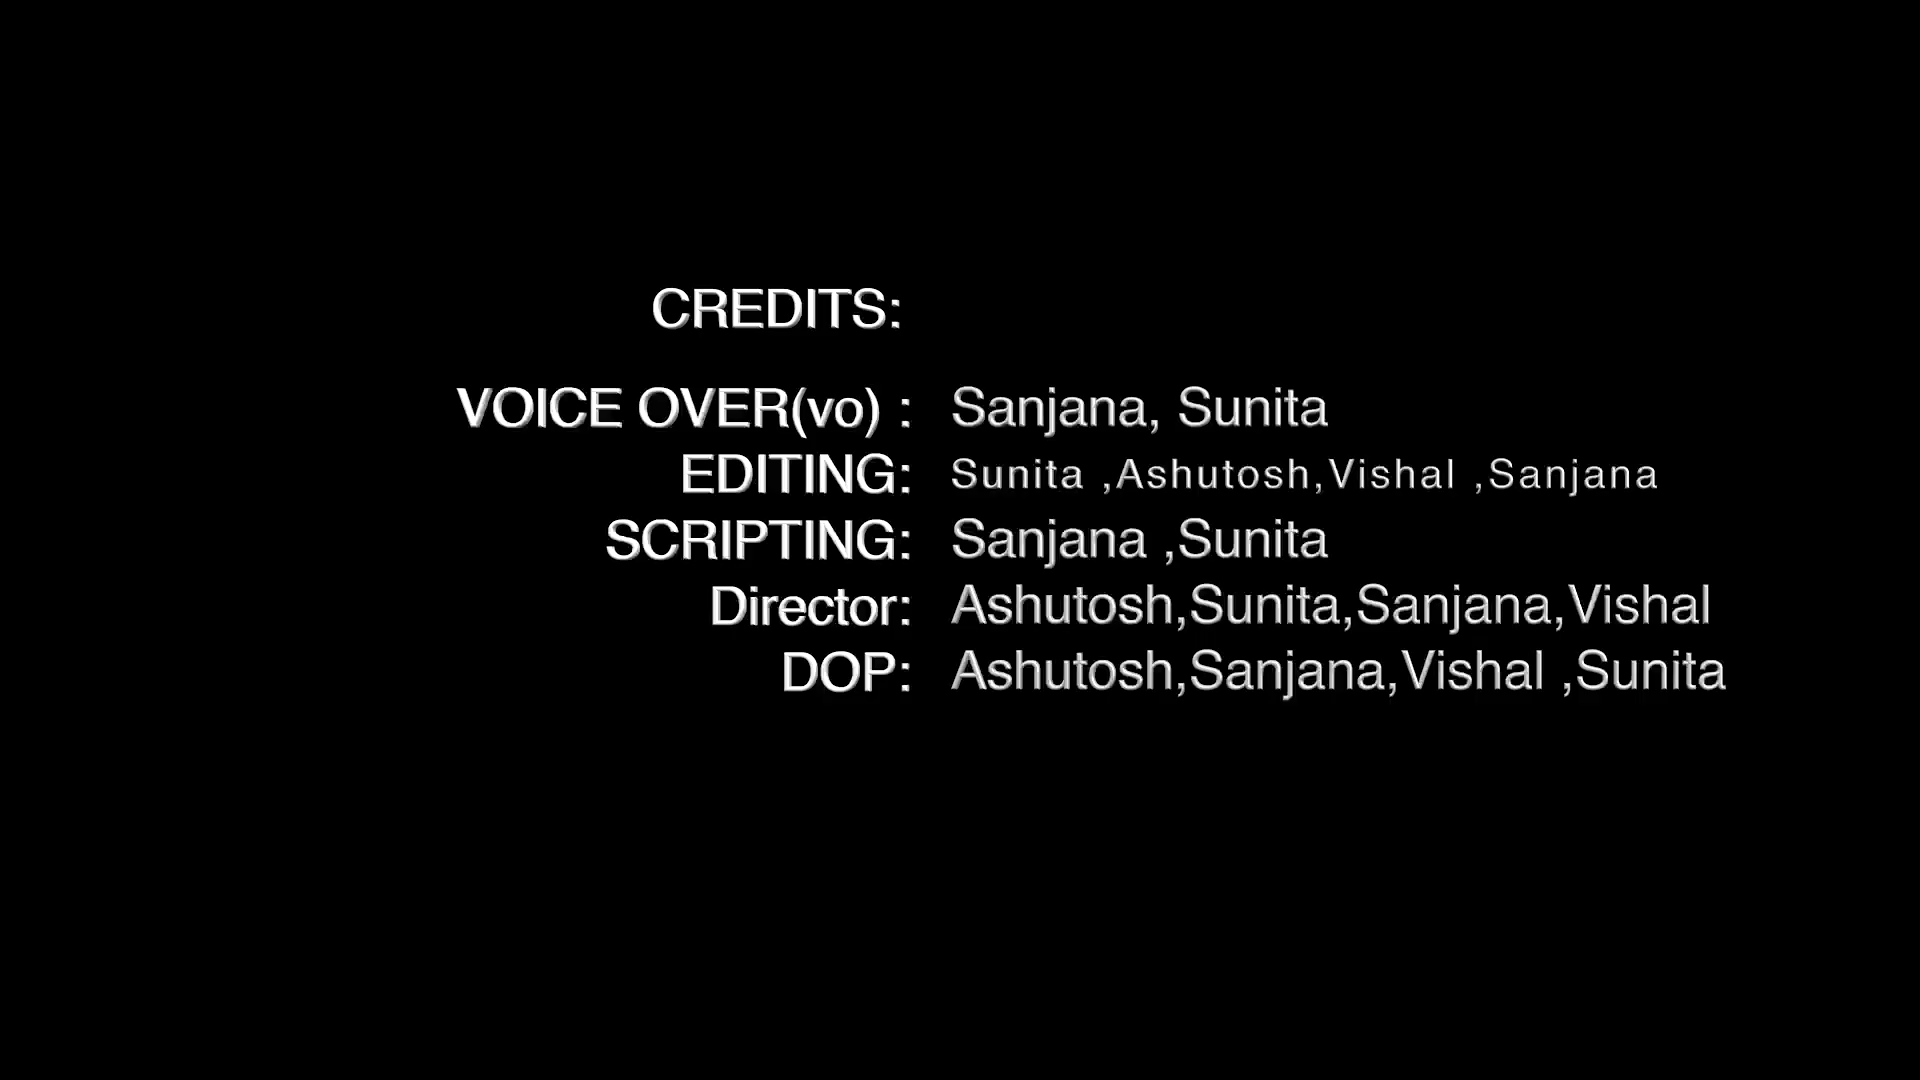 CREDITS:
VOICE OVER(vo) : Sanjana, Sunita
EDITING: Sunita ,Ashutosh,Vishal ,Sanjana
SCRIPTING: Sanjana ,Sunita
Director: Ashutosh,Sunita,Sanjana,Vishal
DOP: Ashutosh,Sanjana,Vishal ,Sunita